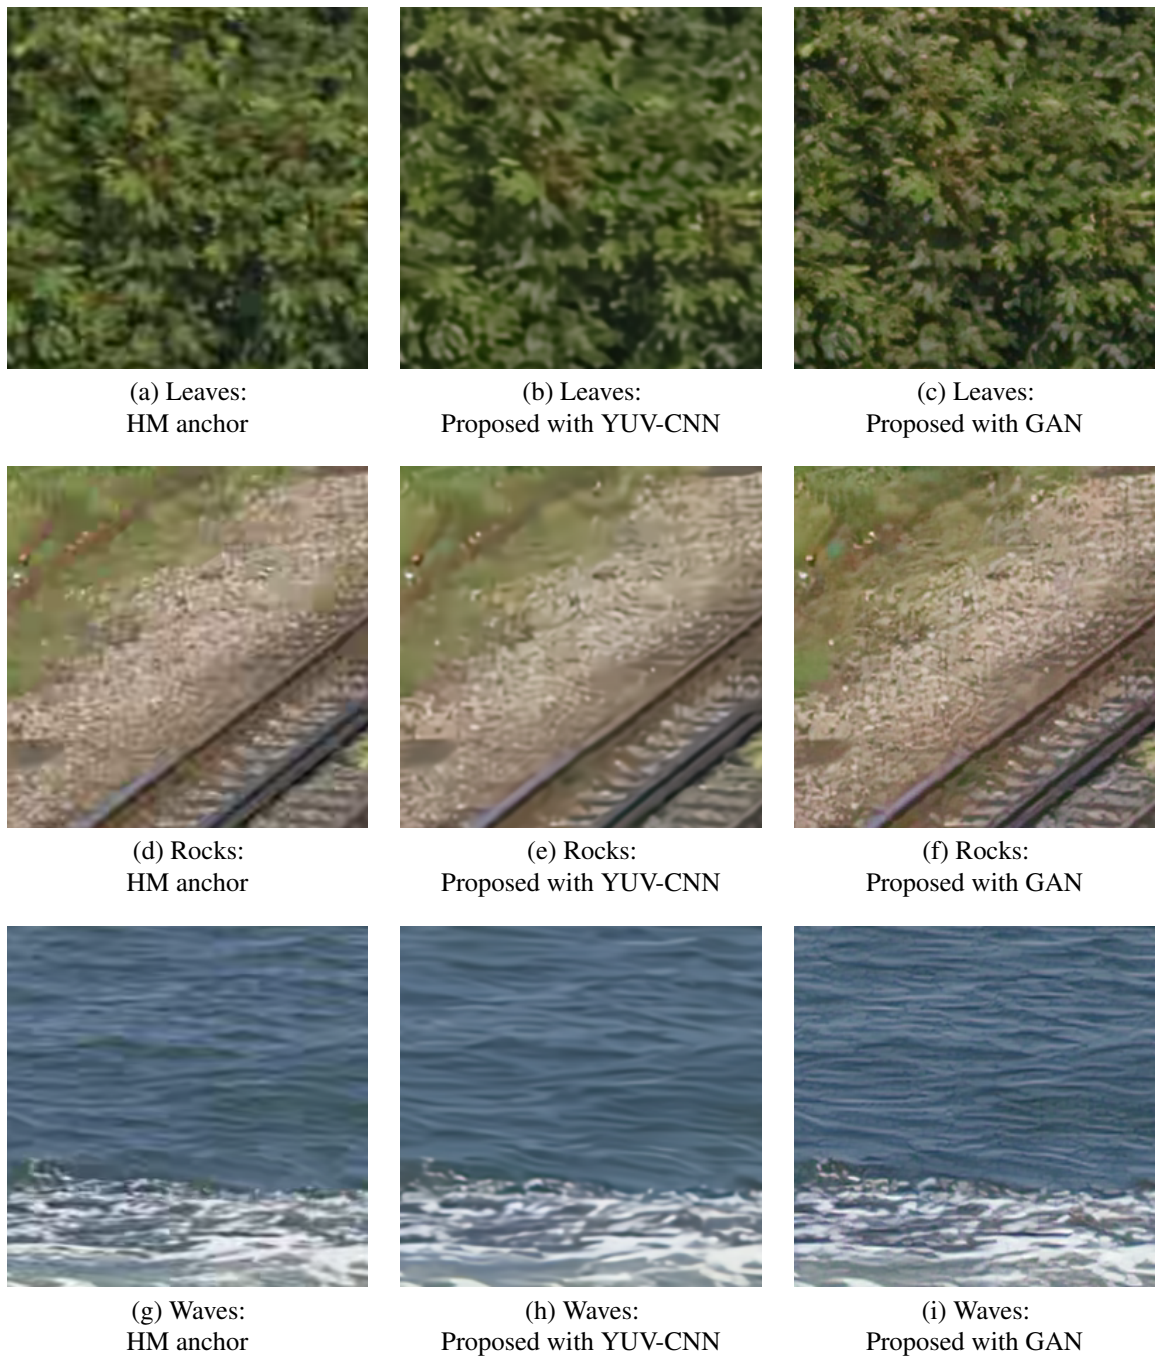 (a) Leaves:
HM anchor
(b) Leaves:
Proposed with YUV-CNN
(c) Leaves:
Proposed with GAN
(d) Rocks:
HM anchor
(e) Rocks:
Proposed with YUV-CNN
(f) Rocks:
Proposed with GAN
(g) Waves:
HM anchor
(h) Waves:
Proposed with YUV-CNN
(i) Waves:
Proposed with GAN